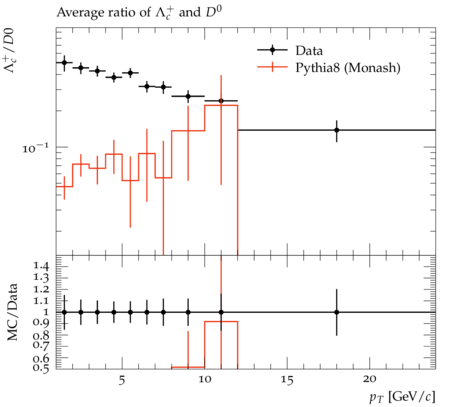 Average ratio of Λc+ and D0
Λc+/D0
Data
Pythia8 (Monash)
10−1
MC/Data
1.4
1.3
1.2
1.1
1
0.9
0.8
0.7
0.6
0.5
5 10 15 20
pT [GeV/c]